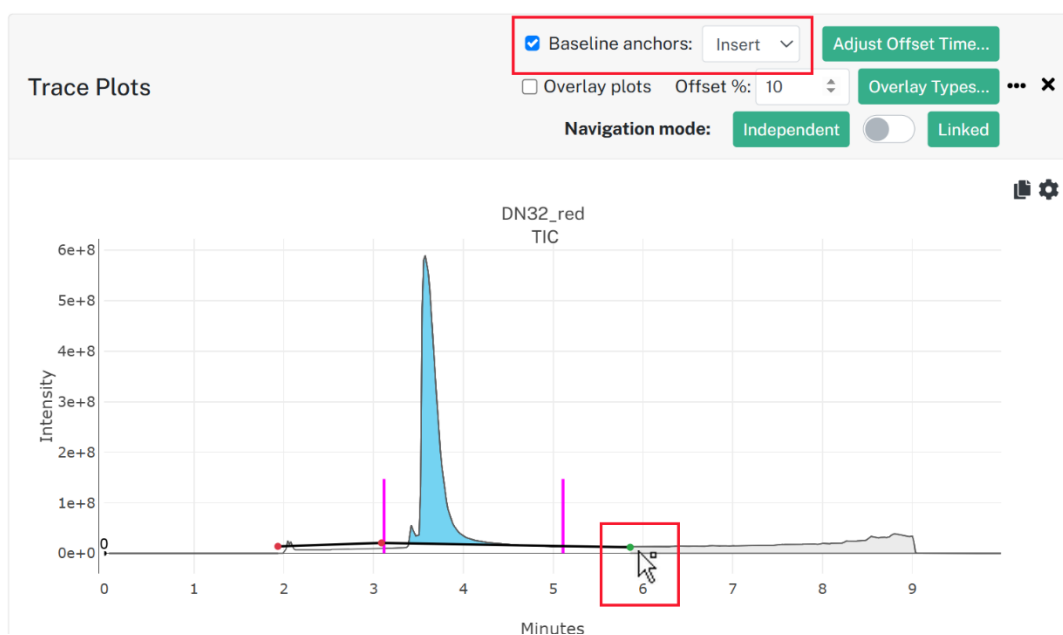 Baseline anchors: Insert Adjust Offset Time...
Trace Plots
Overlay plots Offset %: 10 Overlay Types...
Navigation mode: Independent Linked
DN32_red
TIC
6e+8
5e+8
4e+8
Intensity
3e+8
2e+8
1e+8
0
0e+0
0 1 2 3 4 5 6 7 8 9
Minutes